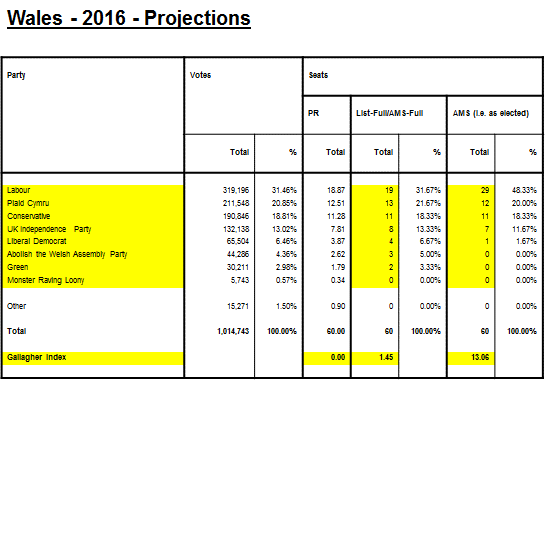 Wales - 2016 - Projections
Party Votes Seats
PR List-Full/AMS-Full AMS (i.e. as elected)
Total % Total Total % Total %
Labour 319,196 31.46% 18.87 19 31.67% 29 48.33%
Plaid Cymru 211,548 20.85% 12.51 13 21.67% 12 20.00%
Conservative 190,846 18.81% 11.28 11 18.33% 11 18.33%
UK Independence Party 132,138 13.02% 7.81 8 13.33% 7 11.67%
Liberal Democrat 65,504 6.46% 3.87 4 6.67% 1 1.67%
Abolish the Welsh Assembly Party 44,286 4.36% 2.62 3 5.00% 0 0.00%
Green 30,211 2.98% 1.79 2 3.33% 0 0.00%
Monster Raving Loony 5,743 0.57% 0.34 0 0.00% 0 0.00%
Other 15,271 1.50% 0.90 0 0.00% 0 0.00%
Total 1,014,743 100.00% 60.00 60 100.00% 60 100.00%
Gallagher Index 0.00 1.45 13.06